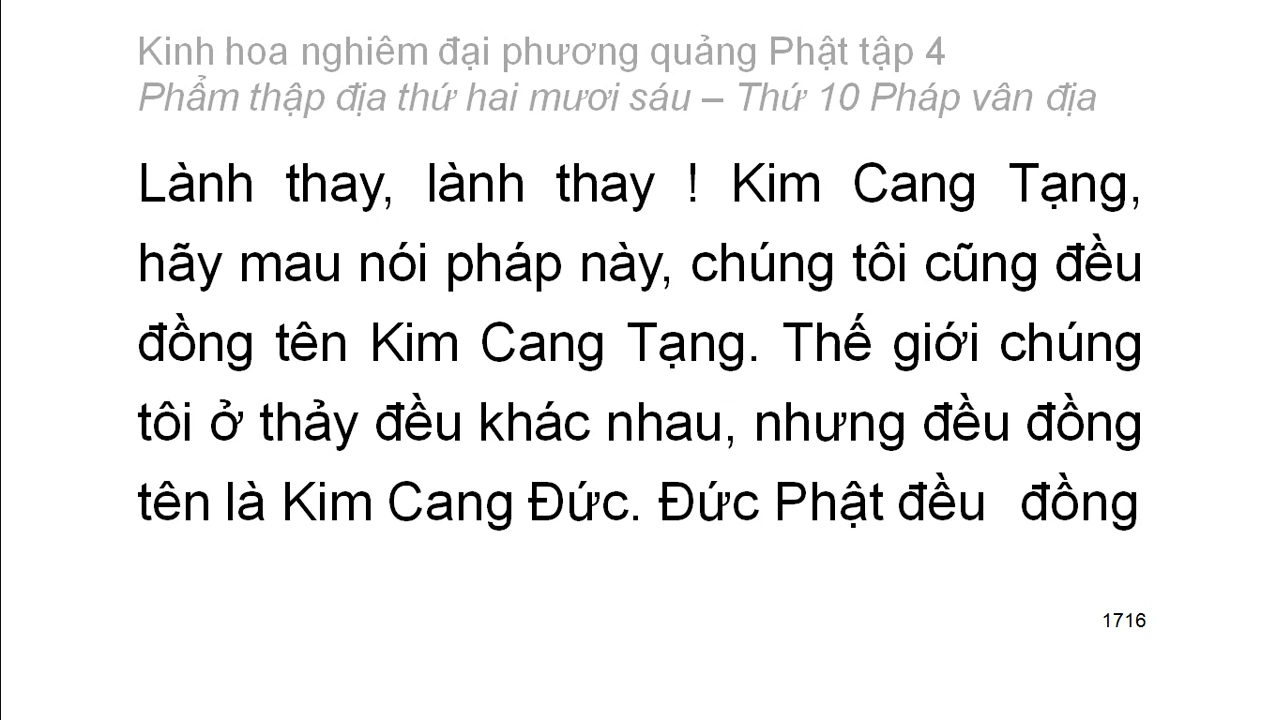 Kinh hoa nghiêm đại phương quảng Phật tập 4
Phẩm thập địa thứ hai mươi sáu – Thứ 10 Pháp vân địa
Lành thay, lành thay ! Kim Cang Tạng,
hãy mau nói pháp này, chúng tôi cũng đều
đồng tên Kim Cang Tạng. Thế giới chúng
tôi ở thảy đều khác nhau, nhưng đều đồng
tên là Kim Cang Đức. Đức Phật đều đồng
1716